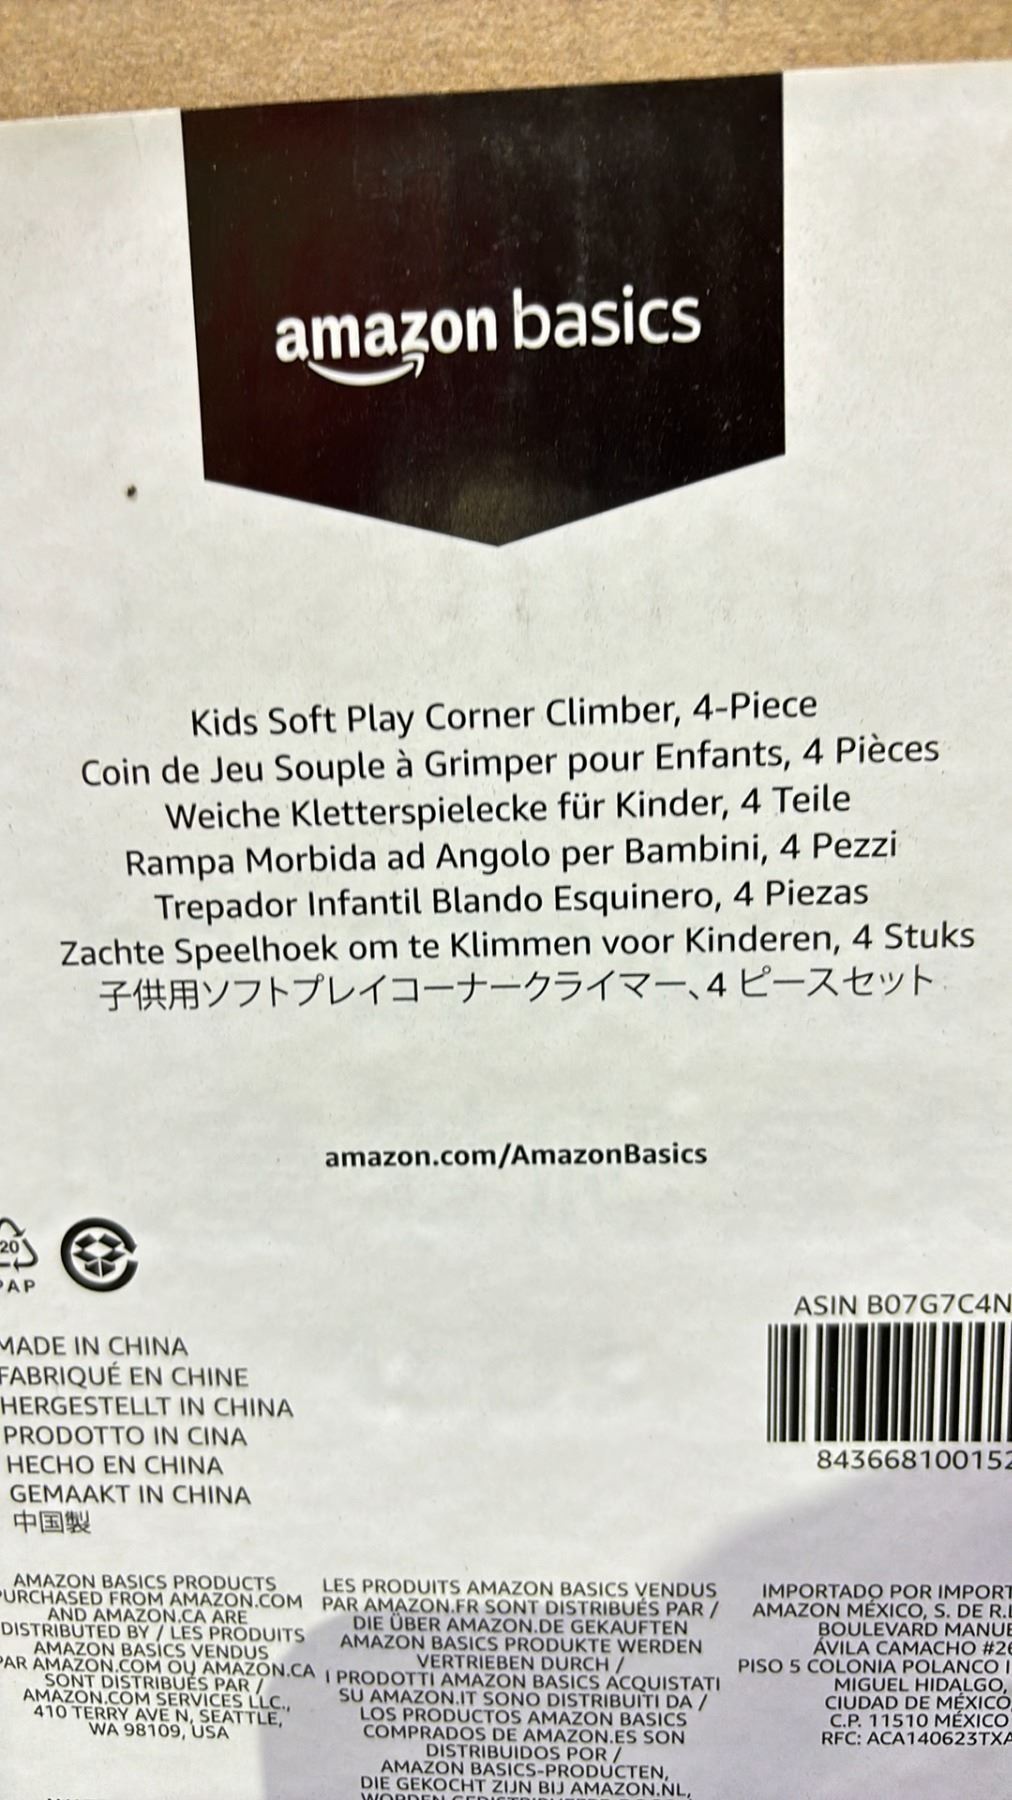 amazon basics
Kids Soft Play Corner Climber, 4-Piece
Coin de Jeu Souple à Grimper pour Enfants, 4 Pièces
Weiche Kletterspielecke für Kinder, 4 Teile
Rampa Morbida ad Angolo per Bambini, 4 Pezzi
Trepador Infantil Blando Esquinero, 4 Piezas
Zachte Speelhoek om te Klimmen voor Kinderen, 4 Stuks
子供用ソフトプレイコーナークライマー、4 ピースセット
amazon.com/AmazonBasics
20
PAP
ASIN B07G7C4N
843668100152
MADE IN CHINA
FABRIQUÉ EN CHINE
HERGESTELLT IN CHINA
PRODOTTO IN CINA
HECHO EN CHINA
GEMAAKT IN CHINA
中国製
AMAZON BASICS PRODUCTS
PURCHASED FROM AMAZON.COM
AND AMAZON.CA ARE
DISTRIBUTED BY / LES PRODUITS
AMAZON BASICS VENDUS
PAR AMAZON.COM OU AMAZON.CA
SONT DISTRIBUÉS PAR /
AMAZON.COM SERVICES LLC.,
410 TERRY AVE N, SEATTLE,
WA 98109, USA
LES PRODUITS AMAZON BASICS VENDUS
PAR AMAZON.FR SONT DISTRIBUÉS PAR /
DIE ÜBER AMAZON.DE GEKAUFTEN
AMAZON BASICS PRODUKTE WERDEN
VERTRIEBEN DURCH /
I PRODOTTI AMAZON BASICS ACQUISTATI
SU AMAZON.IT SONO DISTRIBUITI DA /
LOS PRODUCTOS AMAZON BASICS
COMPRADOS DE AMAZON.ES SON
DISTRIBUIDOS POR /
AMAZON BASICS-PRODUCTEN,
DIE GEKOCHT ZIJN BIJ AMAZON.NL,
IMPORTADO POR IMPORT
AMAZON MÉXICO, S. DE R.L
BOULEVARD MANUE
ÁVILA CAMACHO #26
PISO 5 COLONIA POLANCO I
MIGUEL HIDALGO,
CIUDAD DE MÉXICO,
C.P. 11510 MÉXICO
RFC: ACA140623TXA